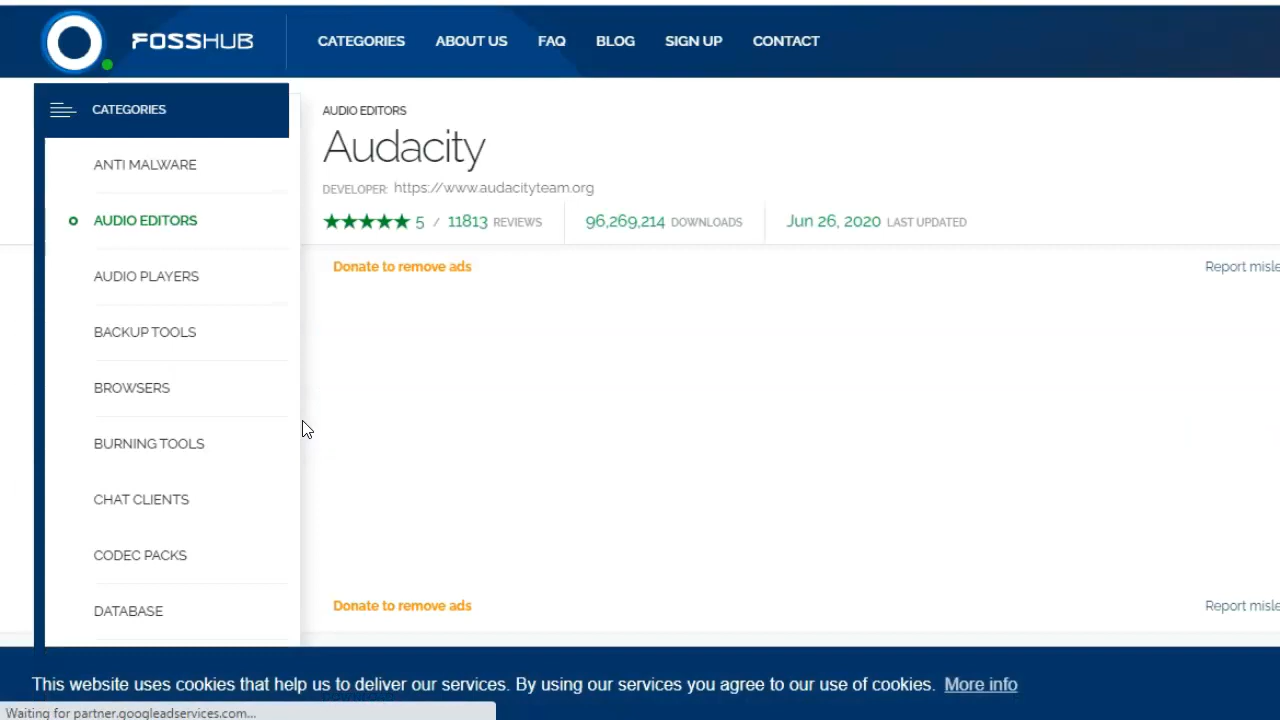 FOSSHUB CATEGORIES ABOUT US FAQ BLOG SIGN UP CONTACT
CATEGORIES
ANTI MALWARE
AUDIO EDITORS
AUDIO PLAYERS
BACKUP TOOLS
BROWSERS
BURNING TOOLS
CHAT CLIENTS
CODEC PACKS
DATABASE
AUDIO EDITORS
Audacity
DEVELOPER: https://www.audacityteam.org
5 / 11813 REVIEWS 96,269,214 DOWNLOADS Jun 26, 2020 LAST UPDATED
Donate to remove ads Report misle
Donate to remove ads Report misle
This website uses cookies that help us to deliver our services. By using our services you agree to our use of cookies. More info
Waiting for partner.googleadservices.com...